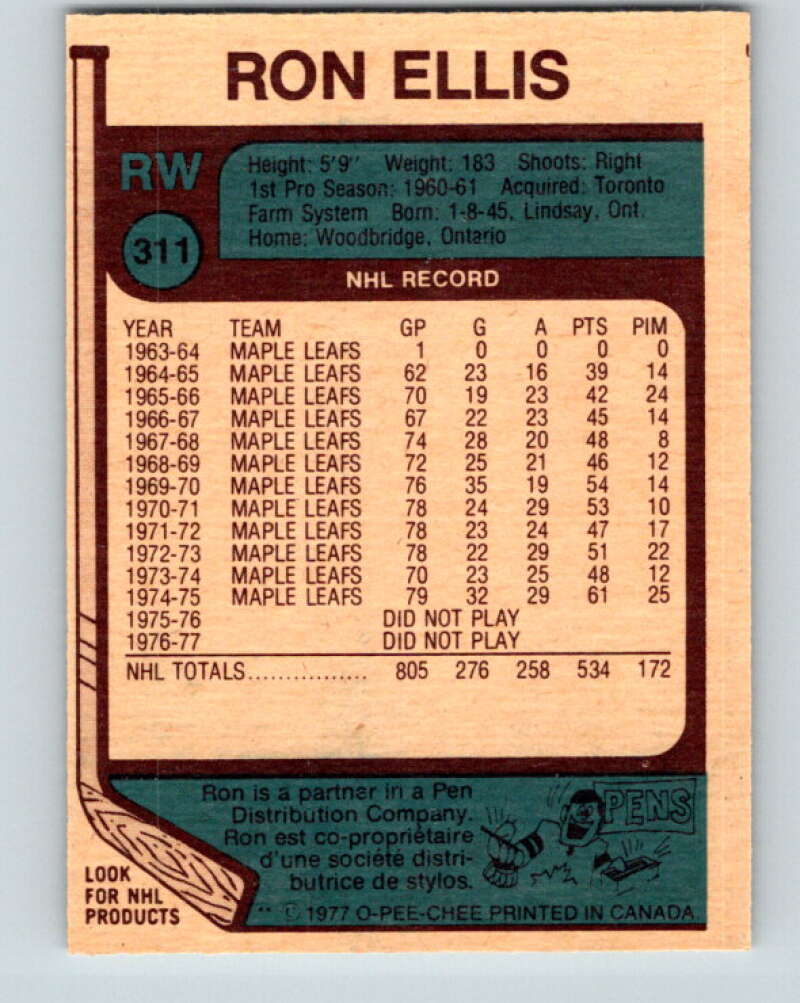 RON ELLIS
RW
311
Height: 5'9'' Weight: 183 Shoots: Right
1st Pro Season: 1960-61 Acquired: Toronto
Farm System Born: 1-8-45, Lindsay, Ont.
Home: Woodbridge, Ontario
NHL RECORD
YEAR TEAM GP G A PTS PIM
1963-64 MAPLE LEAFS 1 0 0 0 0
1964-65 MAPLE LEAFS 62 23 16 39 14
1965-66 MAPLE LEAFS 70 19 23 42 24
1966-67 MAPLE LEAFS 67 22 23 45 14
1967-68 MAPLE LEAFS 74 28 20 48 8
1968-69 MAPLE LEAFS 72 25 21 46 12
1969-70 MAPLE LEAFS 76 35 19 54 14
1970-71 MAPLE LEAFS 78 24 29 53 10
1971-72 MAPLE LEAFS 78 23 24 47 17
1972-73 MAPLE LEAFS 78 22 29 51 22
1973-74 MAPLE LEAFS 70 23 25 48 12
1974-75 MAPLE LEAFS 79 32 29 61 25
1975-76 DID NOT PLAY
1976-77 DID NOT PLAY
NHL TOTALS................ 805 276 258 534 172
Ron is a partner in a Pen
Distribution Company.
Ron est co-propriétaire
d'une société distri-
butrice de stylos.
PENS
LOOK
FOR NHL
PRODUCTS
** © 1977 O-PEE-CHEE PRINTED IN CANADA